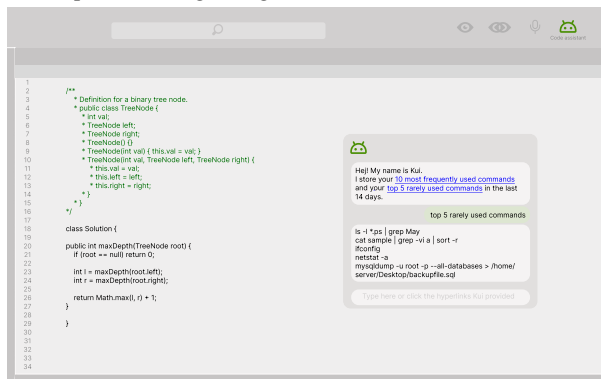 Code assistant
1
2 /**
3 * Definition for a binary tree node.
4 * public class TreeNode {
5 * int val;
6 * TreeNode left;
7 * TreeNode right;
8 * TreeNode() {}
9 * TreeNode(int val) { this.val = val; }
10 * TreeNode(int val, TreeNode left, TreeNode right) {
11 * this.val = val;
12 * this.left = left;
13 * this.right = right;
14 * }
15 * }
16 */
17
18 class Solution {
19
20 public int maxDepth(TreeNode root) {
21 if (root == null) return 0;
22
23 int l = maxDepth(root.left);
24 int r = maxDepth(root.right);
25
26 return Math.max(l, r) + 1;
27 }
28
29 }
30
31
32
33
34
Hej! My name is Kui.
I store your 10 most frequently used commands
and your top 5 rarely used commands in the last
14 days.
top 5 rarely used commands
ls -l *.ps | grep May
cat sample | grep -vi a | sort -r
ifconfig
netstat -a
mysqldump -u root -p --all-databases > /home/
server/Desktop/backupfile.sql
Type here or click the hyperlinks Kui provided